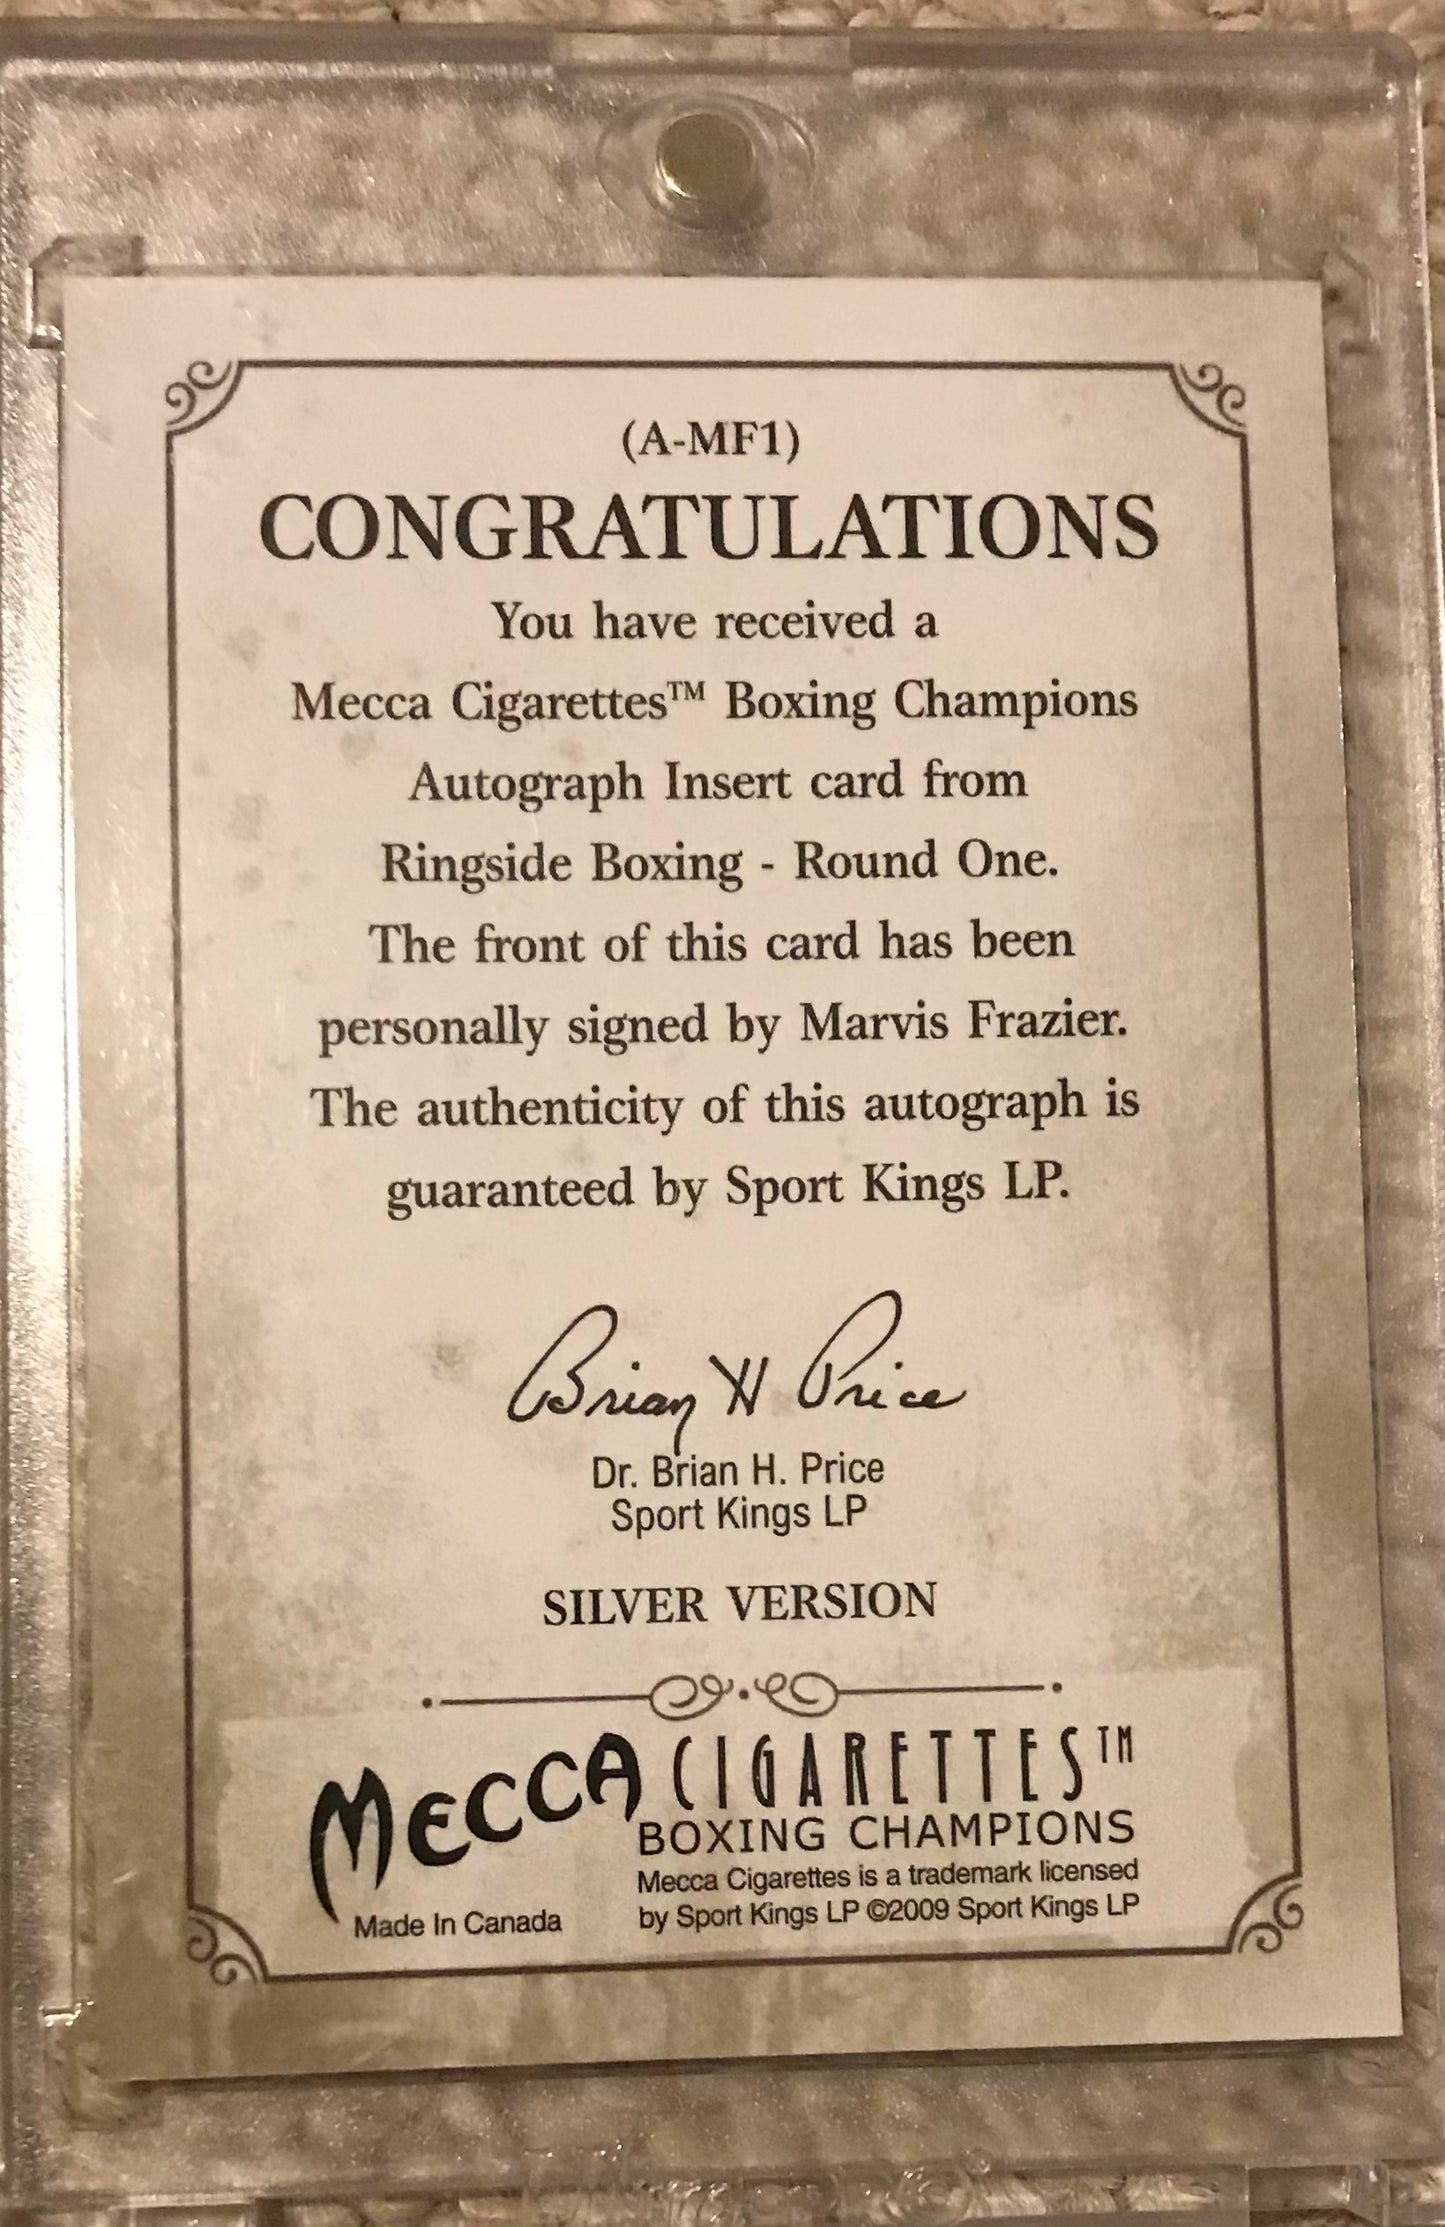 (A-MF1)
CONGRATULATIONS
You have received a
Mecca Cigarettes™ Boxing Champions
Autograph Insert card from
Ringside Boxing - Round One.
The front of this card has been
personally signed by Marvis Frazier.
The authenticity of this autograph is
guaranteed by Sport Kings LP.
Brian H Price
Dr. Brian H. Price
Sport Kings LP
SILVER VERSION
MECCA CIGARETTES™
BOXING CHAMPIONS
Mecca Cigarettes is a trademark licensed
by Sport Kings LP ©2009 Sport Kings LP
Made In Canada